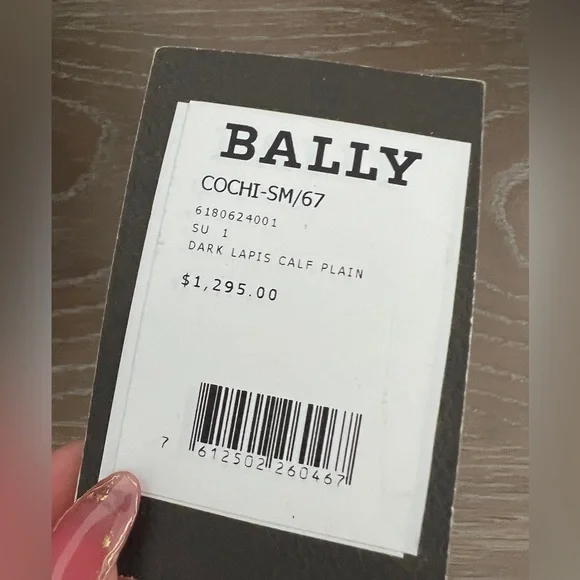 BALLY
COCHI-SM/67
6180624001
SU 1
DARK LAPIS CALF PLAIN
$1,295.00
7 612502 260467